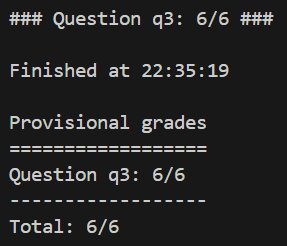 ### Question q3: 6/6 ###
Finished at 22:35:19
Provisional grades
==================
Question q3: 6/6
------------------
Total: 6/6